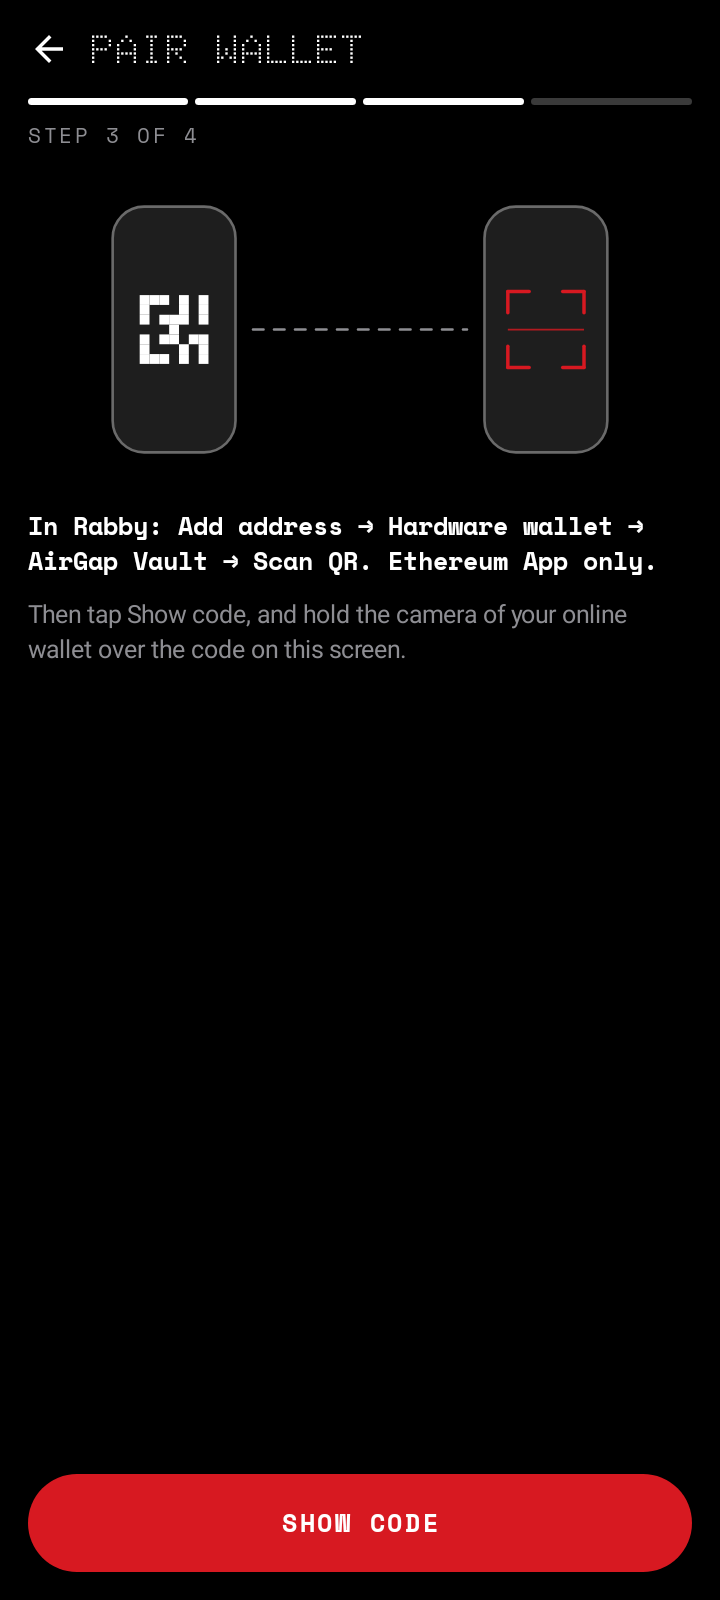 PAIR WALLET
STEP 3 OF 4
In Rabby: Add address → Hardware wallet →
AirGap Vault → Scan QR. Ethereum App only.
Then tap Show code, and hold the camera of your online
wallet over the code on this screen.
SHOW CODE